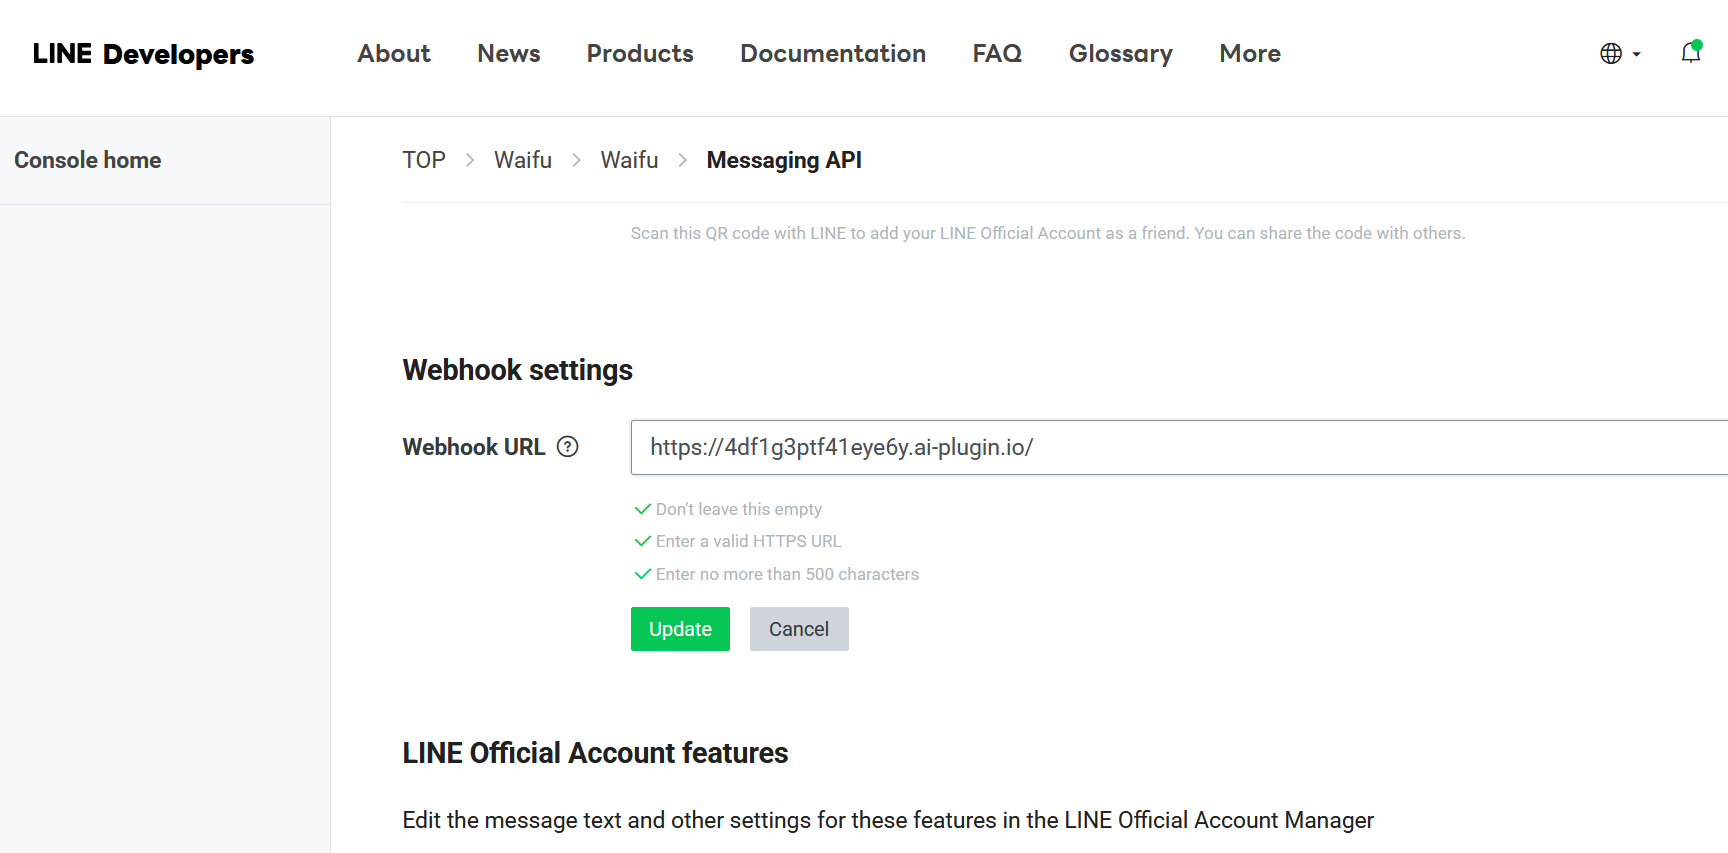 LINE Developers About News Products Documentation FAQ Glossary More
Console home
TOP > Waifu > Waifu > Messaging API
Scan this QR code with LINE to add your LINE Official Account as a friend. You can share the code with others.
Webhook settings
Webhook URL ? https://4df1g3ptf41eye6y.ai-plugin.io/
Don't leave this empty
Enter a valid HTTPS URL
Enter no more than 500 characters
Update Cancel
LINE Official Account features
Edit the message text and other settings for these features in the LINE Official Account Manager